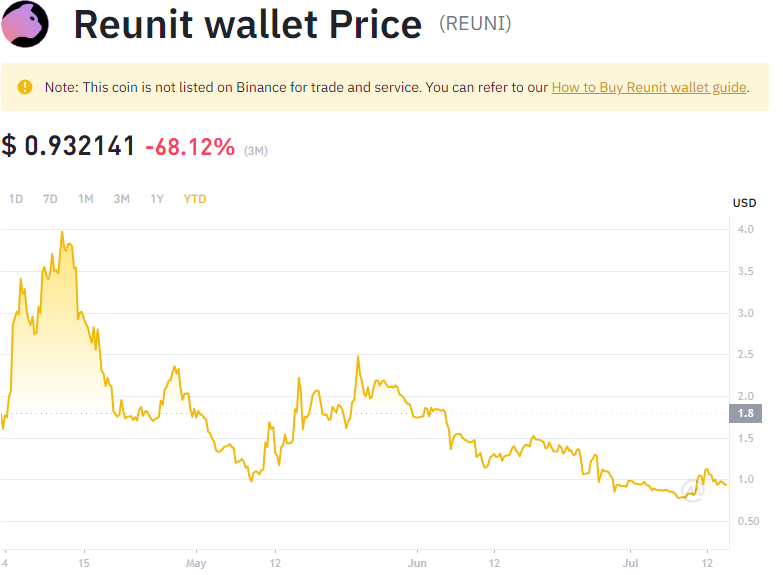 Reunit wallet Price (REUNI)
Note: This coin is not listed on Binance for trade and service. You can refer to our How to Buy Reunit wallet guide.
$ 0.932141 -68.12% (3M)
1D 7D 1M 3M 1Y YTD
USD
4.0
3.5
3.0
2.5
2.0
1.8
1.5
1.0
0.50
4 15 May 12 Jun 12 Jul 12